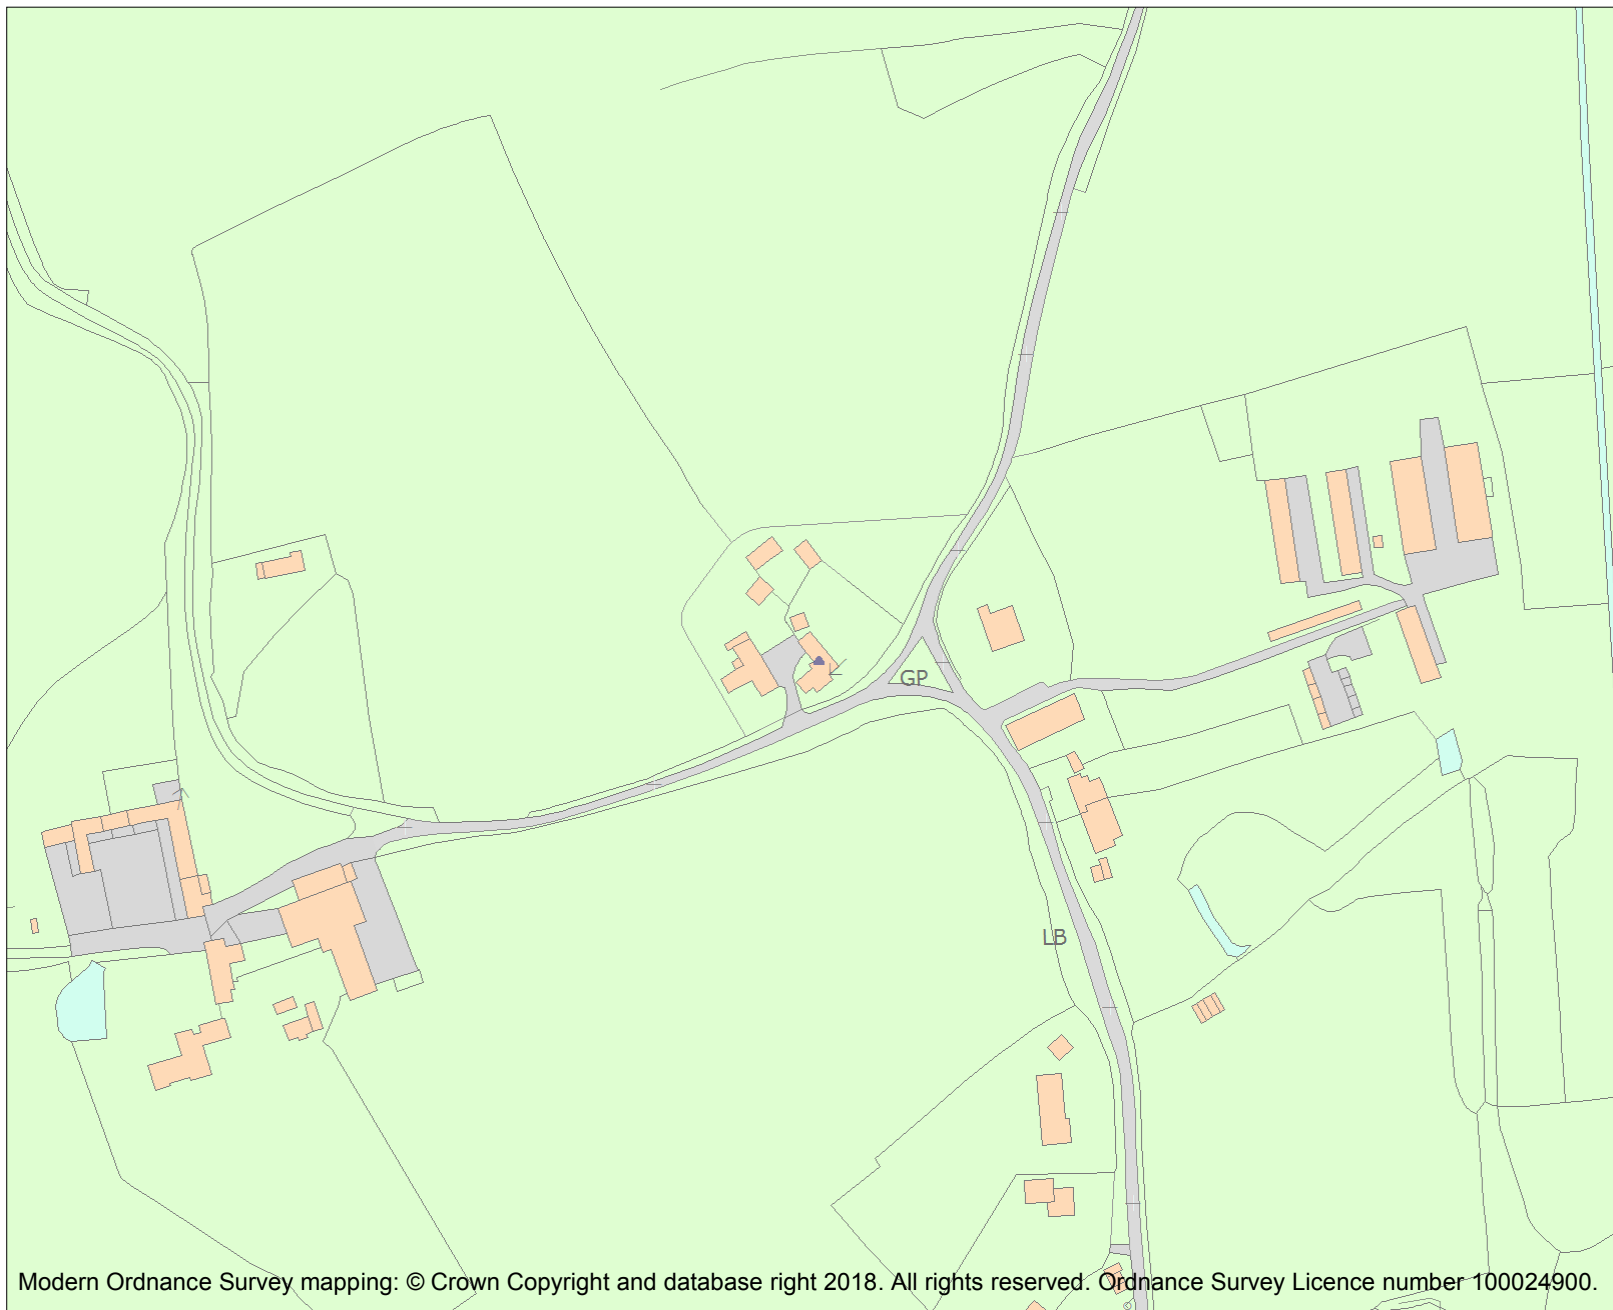 GP
LB
Modern Ordnance Survey mapping: © Crown Copyright and database right 2018. All rights reserved. Ordnance Survey Licence number 100024900.